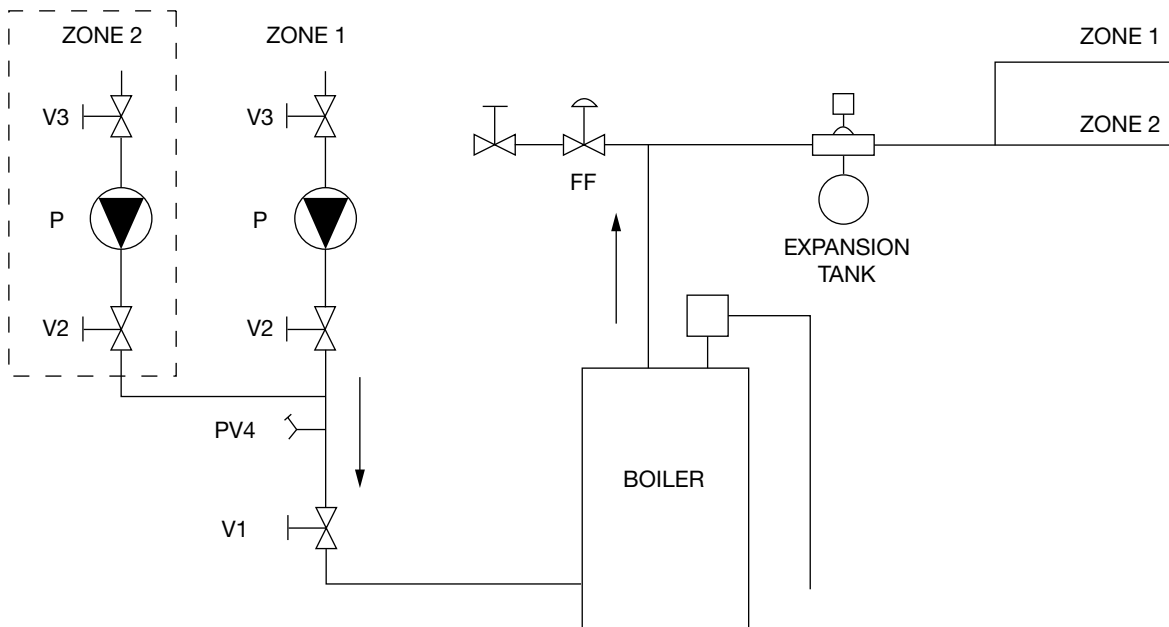 ZONE 2
ZONE 1
ZONE 1
V3
V3
ZONE 2
FF
P
P
EXPANSION
TANK
V2
V2
PV4
BOILER
V1